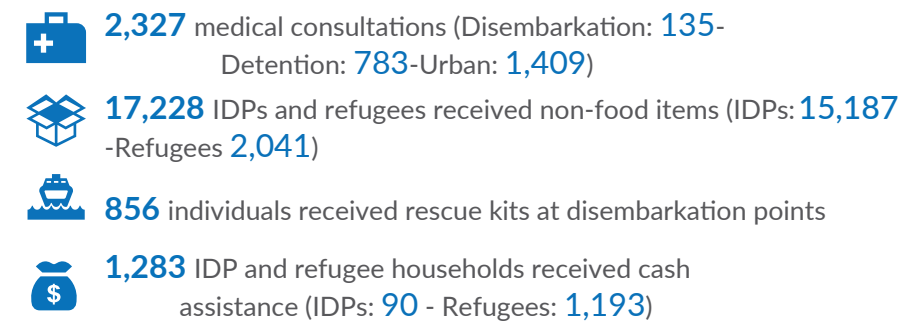 2,327 medical consultations (Disembarkation: 135-
Detention: 783-Urban: 1,409)
17,228 IDPs and refugees received non-food items (IDPs: 15,187
-Refugees 2,041)
856 individuals received rescue kits at disembarkation points
1,283 IDP and refugee households received cash
assistance (IDPs: 90 - Refugees: 1,193)
$